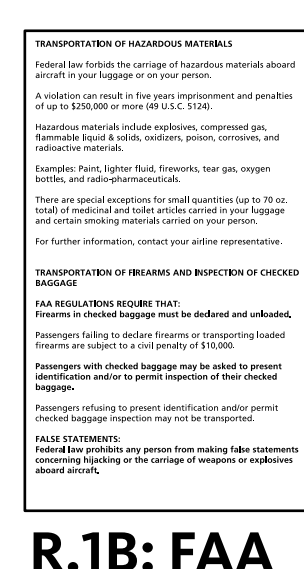 TRANSPORTATION OF HAZARDOUS MATERIALS
Federal law forbids the carriage of hazardous materials aboard
aircraft in your luggage or on your person.
A violation can result in five years imprisonment and penalties
of up to $250,000 or more (49 U.S.C. 5124).
Hazardous materials include explosives, compressed gas,
flammable liquid & solids, oxidizers, poison, corrosives, and
radioactive materials.
Examples: Paint, lighter fluid, fireworks, tear gas, oxygen
bottles, and radio-pharmaceuticals.
There are special exceptions for small quantities (up to 70 oz.
total) of medicinal and toilet articles carried in your luggage
and certain smoking materials carried on your person.
For further information, contact your airline representative.
TRANSPORTATION OF FIREARMS AND INSPECTION OF CHECKED
BAGGAGE
FAA REGULATIONS REQUIRE THAT:
Firearms in checked baggage must be declared and unloaded.
Passengers failing to declare firearms or transporting loaded
firearms are subject to a civil penalty of $10,000.
Passengers with checked baggage may be asked to present
identification and/or to permit inspection of their checked
baggage.
Passengers refusing to present identification and/or permit
checked baggage inspection may not be transported.
FALSE STATEMENTS:
Federal law prohibits any person from making false statements
concerning hijacking or the carriage of weapons or explosives
aboard aircraft.
R.1B: FAA